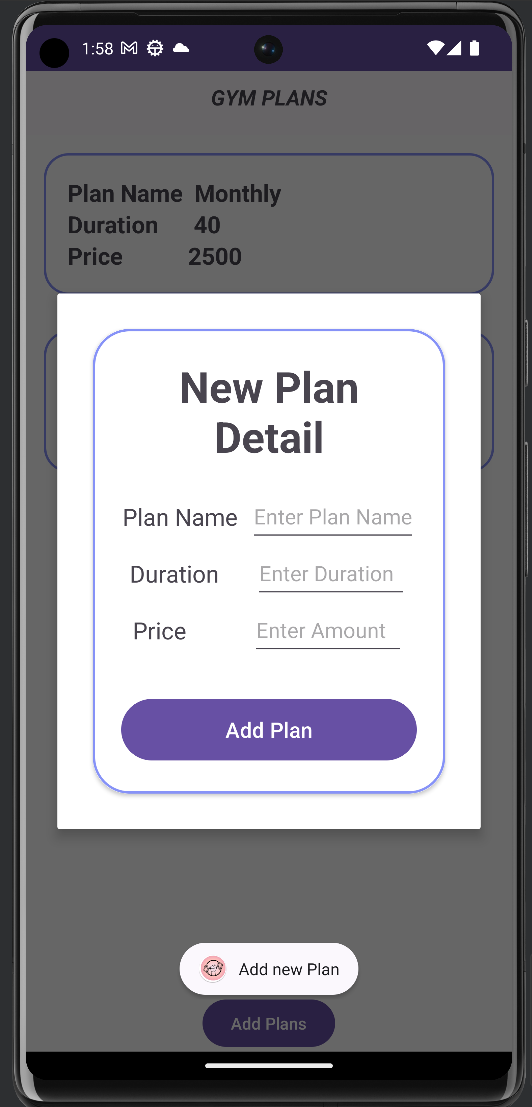 1:58
GYM PLANS
Plan Name Monthly
Duration 40
Price 2500
New Plan
Detail
Plan Name Enter Plan Name
Duration Enter Duration
Price Enter Amount
Add Plan
Add new Plan
Add Plans